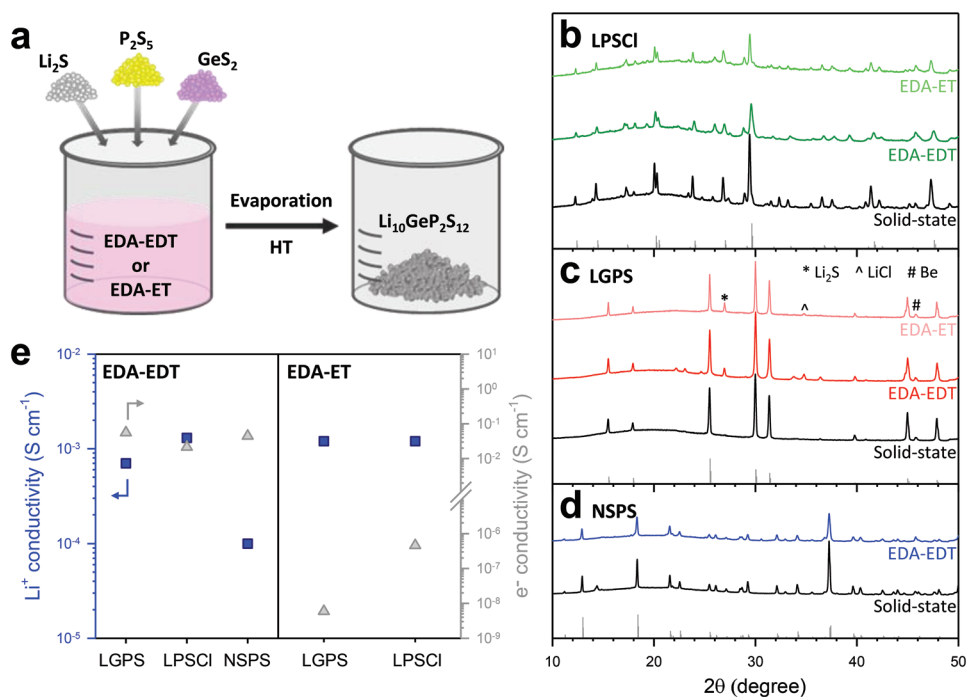 a
Li₂S
P₂S₅
GeS₂
EDA-EDT
or
EDA-ET
Evaporation
HT
Li₁₀GeP₂S₁₂
b LPSCl
EDA-ET
EDA-EDT
Solid-state
c LGPS
* Li₂S ^ LiCl # Be
*
^
#
EDA-ET
EDA-EDT
Solid-state
d NSPS
EDA-EDT
Solid-state
10 20 30 40 50
2θ (degree)
e
EDA-EDT
EDA-ET
Li⁺ conductivity (S cm⁻¹)
10⁻²
10⁻³
10⁻⁴
10⁻⁵
10¹
10⁰
10⁻¹
10⁻²
10⁻⁶
10⁻⁷
10⁻⁸
10⁻⁹
e⁻ conductivity (S cm⁻¹)
LGPS LPSCl NSPS LGPS LPSCl